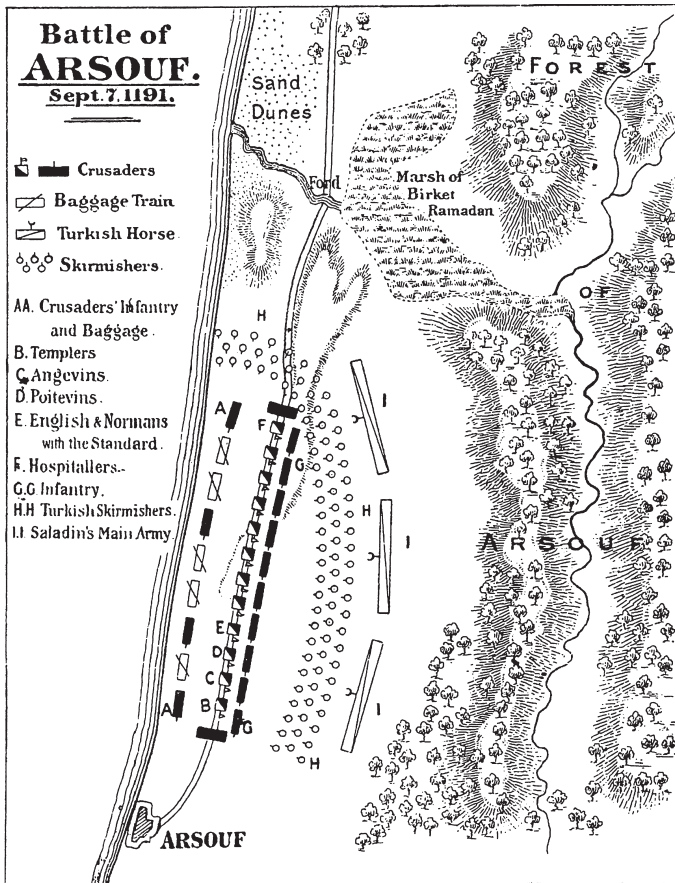 Battle of
ARSOUF.
Sept. 7, 1191.
Crusaders
Baggage Train
Turkish Horse.
Skirmishers.
AA. Crusaders' Infantry
and Baggage.
B. Templers
C. Angevins.
D. Poitevins.
E. English & Normans
with the Standard.
F. Hospitallers.-
G.G Infantry.
H.H Turkish Skirmishers.
I.I. Saladin's Main Army.
Sand
Dunes
Ford
Marsh of
Birket
Ramadan
FOREST
OF
ARSOUF
H
A
F
G
I
H
I
E
D
C
B
A
G
I
H
ARSOUF